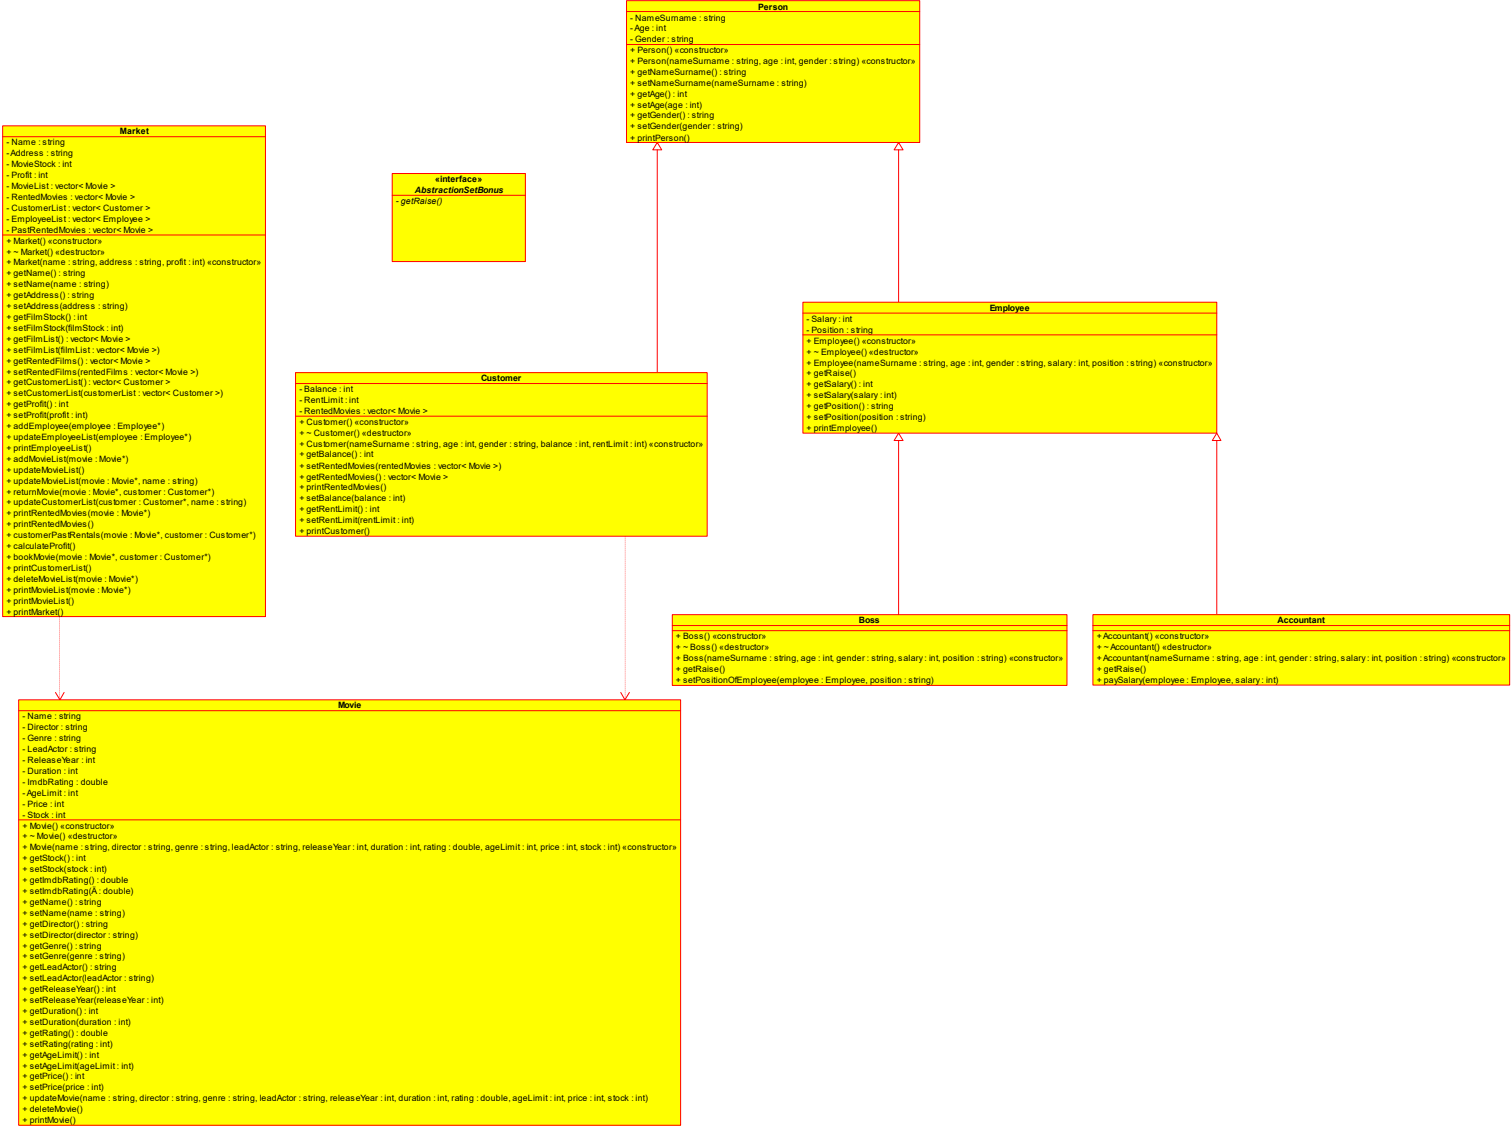 Person
- NameSurname : string
- Age : int
- Gender : string
+ Person() «constructor»
+ Person(nameSurname : string, age : int, gender : string) «constructor»
+ getNameSurname() : string
+ setNameSurname(nameSurname : string)
+ getAge() : int
+ setAge(age : int)
+ getGender() : string
+ setGender(gender : string)
+ printPerson()
Market
- Name : string
- Address : string
- MovieStock : int
- Profit : int
- MovieList : vector< Movie >
- RentedMovies : vector< Movie >
- CustomerList : vector< Customer >
- EmployeeList : vector< Employee >
- PastRentedMovies : vector< Movie >
+ Market() «constructor»
+ ~ Market() «destructor»
+ Market(name : string, address : string, profit : int) «constructor»
+ getName() : string
+ setName(name : string)
+ getAddress() : string
+ setAddress(address : string)
+ getFilmStock() : int
+ setFilmStock(filmStock : int)
+ getFilmList() : vector< Movie >
+ setFilmList(filmList : vector< Movie >)
+ getRentedFilms() : vector< Movie >
+ setRentedFilms(rentedFilms : vector< Movie >)
+ getCustomerList() : vector< Customer >
+ setCustomerList(customerList : vector< Customer >)
+ getProfit() : int
+ setProfit(profit : int)
+ addEmployee(employee : Employee*)
+ updateEmployeeList(employee : Employee*)
+ printEmployeeList()
+ addMovieList(movie : Movie*)
+ updateMovieList()
+ updateMovieList(movie : Movie*, name : string)
+ returnMovie(movie : Movie*, customer : Customer*)
+ updateCustomerList(customer : Customer*, name : string)
+ printRentedMovies(movie : Movie*)
+ printRentedMovies()
+ customerPastRentals(movie : Movie*, customer : Customer*)
+ calculateProfit()
+ bookMovie(movie : Movie*, customer : Customer*)
+ printCustomerList()
+ deleteMovieList(movie : Movie*)
+ printMovieList(movie : Movie*)
+ printMovieList()
+ printMarket()
«interface»
AbstractionSetBonus
- getRaise()
Employee
- Salary : int
- Position : string
+ Employee() «constructor»
+ ~ Employee() «destructor»
+ Employee(nameSurname : string, age : int, gender : string, salary : int, position : string) «constructor»
+ getRaise()
+ getSalary() : int
+ setSalary(salary : int)
+ getPosition() : string
+ setPosition(position : string)
+ printEmployee()
Customer
- Balance : int
- RentLimit : int
- RentedMovies : vector< Movie >
+ Customer() «constructor»
+ ~ Customer() «destructor»
+ Customer(nameSurname : string, age : int, gender : string, balance : int, rentLimit : int) «constructor»
+ getBalance() : int
+ setRentedMovies(rentedMovies : vector< Movie >)
+ getRentedMovies() : vector< Movie >
+ printRentedMovies()
+ setBalance(balance : int)
+ getRentLimit() : int
+ setRentLimit(rentLimit : int)
+ printCustomer()
Boss
+ Boss() «constructor»
+ ~ Boss() «destructor»
+ Boss(nameSurname : string, age : int, gender : string, salary : int, position : string) «constructor»
+ getRaise()
+ setPositionOfEmployee(employee : Employee, position : string)
Accountant
+ Accountant() «constructor»
+ ~ Accountant() «destructor»
+ Accountant(nameSurname : string, age : int, gender : string, salary : int, position : string) «constructor»
+ getRaise()
+ paySalary(employee : Employee, salary : int)
Movie
- Name : string
- Director : string
- Genre : string
- LeadActor : string
- ReleaseYear : int
- Duration : int
- ImdbRating : double
- AgeLimit : int
- Price : int
- Stock : int
+ Movie() «constructor»
+ ~ Movie() «destructor»
+ Movie(name : string, director : string, genre : string, leadActor : string, releaseYear : int, duration : int, rating : double, ageLimit : int, price : int, stock : int) «constructor»
+ getStock() : int
+ setStock(stock : int)
+ getImdbRating() : double
+ setImdbRating(Â : double)
+ getName() : string
+ setName(name : string)
+ getDirector() : string
+ setDirector(director : string)
+ getGenre() : string
+ setGenre(genre : string)
+ getLeadActor() : string
+ setLeadActor(leadActor : string)
+ getReleaseYear() : int
+ setReleaseYear(releaseYear : int)
+ getDuration() : int
+ setDuration(duration : int)
+ getRating() : double
+ setRating(rating : int)
+ getAgeLimit() : int
+ setAgeLimit(ageLimit : int)
+ getPrice() : int
+ setPrice(price : int)
+ updateMovie(name : string, director : string, genre : string, leadActor : string, releaseYear : int, duration : int, rating : double, ageLimit : int, price : int, stock : int)
+ deleteMovie()
+ printMovie()